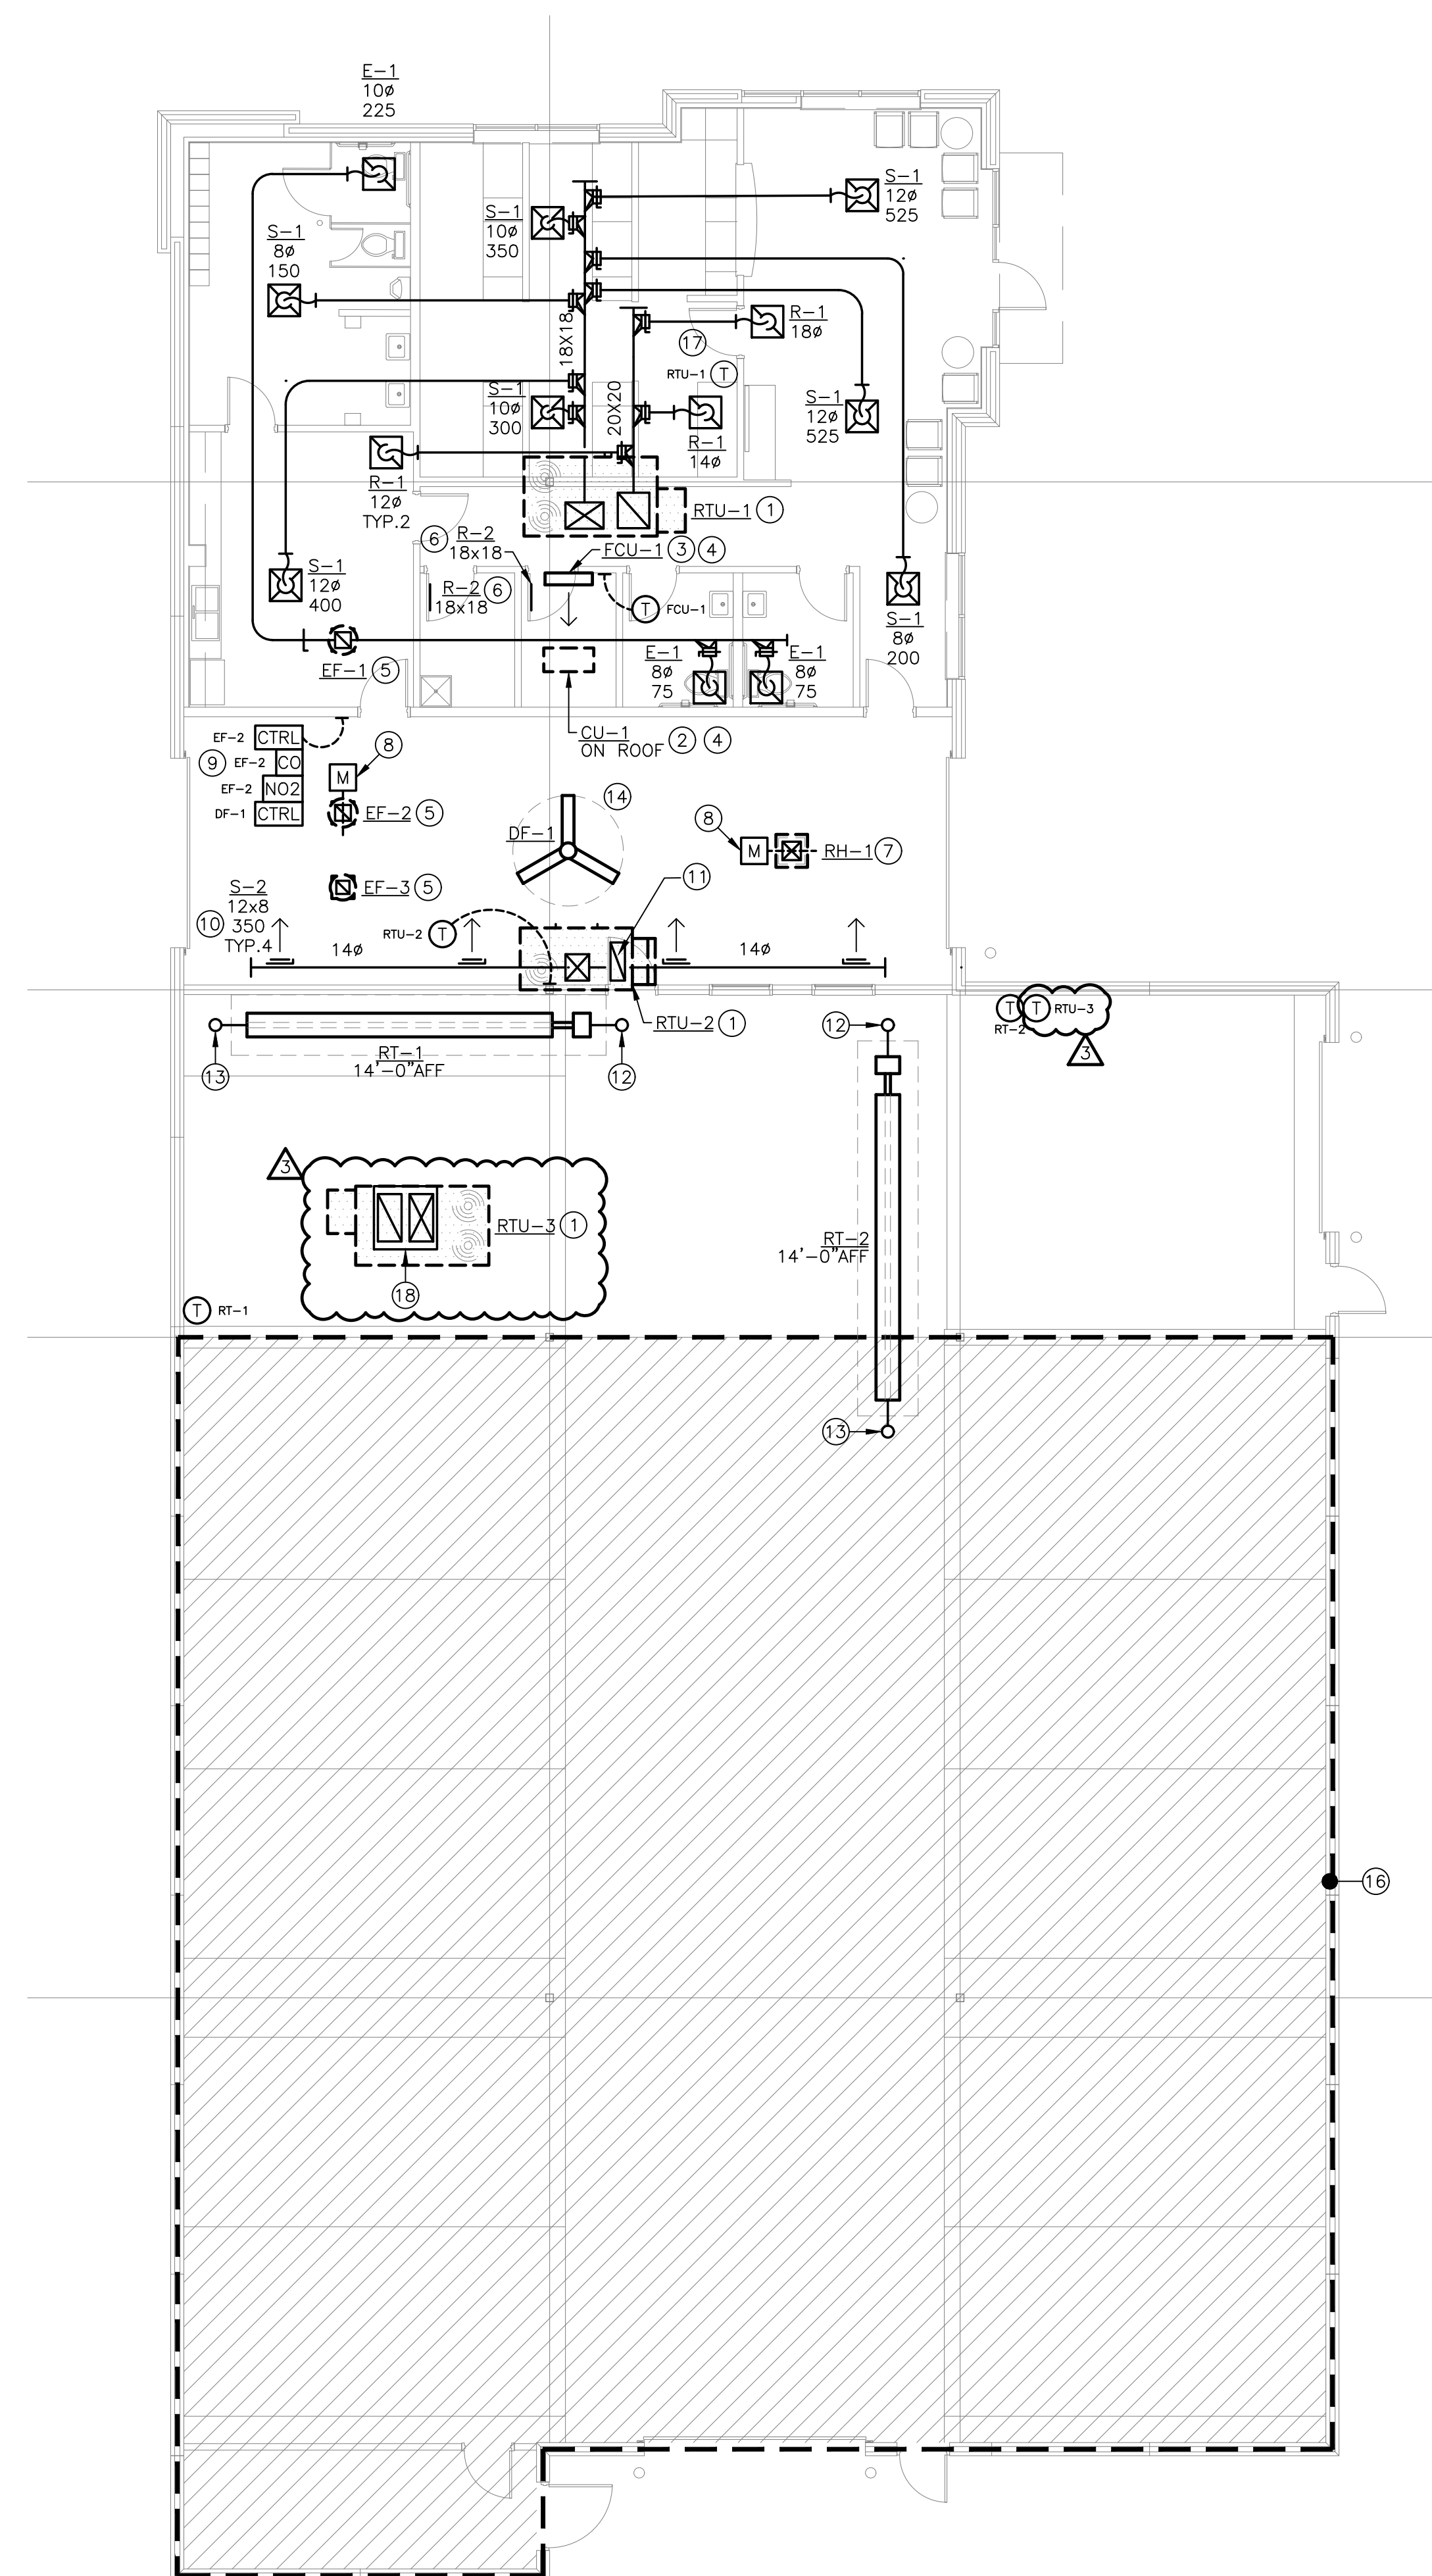 E-1
10ø
225
S-1
12ø
525
S-1
10ø
350
S-1
8ø
150
R-1
18ø
17
18X18
RTU-1 T
S-1
10ø
300
20X20
S-1
12ø
525
R-1
14ø
R-1
12ø
TYP.2
RTU-1 1
6 R-2
18x18
FCU-1 3 4
R-2 6
18x18
S-1
12ø
400
T FCU-1
S-1
8ø
200
EF-1 5
E-1
8ø
75
E-1
8ø
75
CU-1 2 4
ON ROOF
EF-2 CTRL
8
9 EF-2 CO
M
EF-2 NO2
DF-1 CTRL
EF-2 5
14
DF-1
8
M
RH-1 7
11
EF-3 5
S-2
12x8
10 350
TYP.4
RTU-2 T
14ø
14ø
T T RTU-3
RT-2
3
RTU-2 1
12
RT-1
14'-0"AFF
13
12
3
RTU-3 1
18
RT-2
14'-0"AFF
T RT-1
13
16